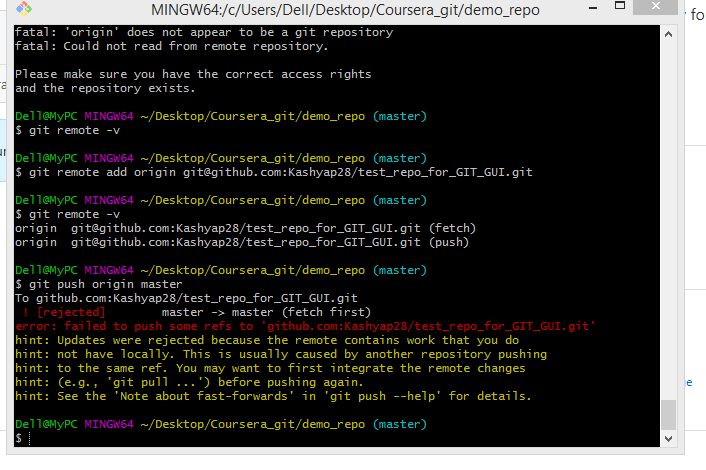 MINGW64:/c/Users/Dell/Desktop/Coursera_git/demo_repo
fatal: 'origin' does not appear to be a git repository
fatal: Could not read from remote repository.
Please make sure you have the correct access rights
and the repository exists.
Dell@MyPC MINGW64 ~/Desktop/Coursera_git/demo_repo (master)
$ git remote -v
Dell@MyPC MINGW64 ~/Desktop/Coursera_git/demo_repo (master)
$ git remote add origin git@github.com:Kashyap28/test_repo_for_GIT_GUI.git
Dell@MyPC MINGW64 ~/Desktop/Coursera_git/demo_repo (master)
$ git remote -v
origin  git@github.com:Kashyap28/test_repo_for_GIT_GUI.git (fetch)
origin  git@github.com:Kashyap28/test_repo_for_GIT_GUI.git (push)
Dell@MyPC MINGW64 ~/Desktop/Coursera_git/demo_repo (master)
$ git push origin master
To github.com:Kashyap28/test_repo_for_GIT_GUI.git
 ! [rejected]        master -> master (fetch first)
error: failed to push some refs to 'github.com:Kashyap28/test_repo_for_GIT_GUI.git'
hint: Updates were rejected because the remote contains work that you do
hint: not have locally. This is usually caused by another repository pushing
hint: to the same ref. You may want to first integrate the remote changes
hint: (e.g., 'git pull ...') before pushing again.
hint: See the 'Note about fast-forwards' in 'git push --help' for details.
Dell@MyPC MINGW64 ~/Desktop/Coursera_git/demo_repo (master)
$